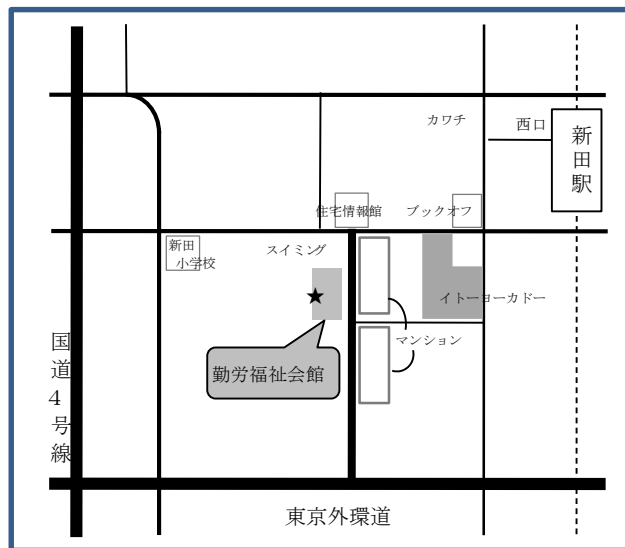 カワチ
西口
新田駅
住宅情報館
ブックオフ
新田
小学校
スイミング
イトーヨーカドー
マンション
勤労福祉会館
国道4号線
東京外環道